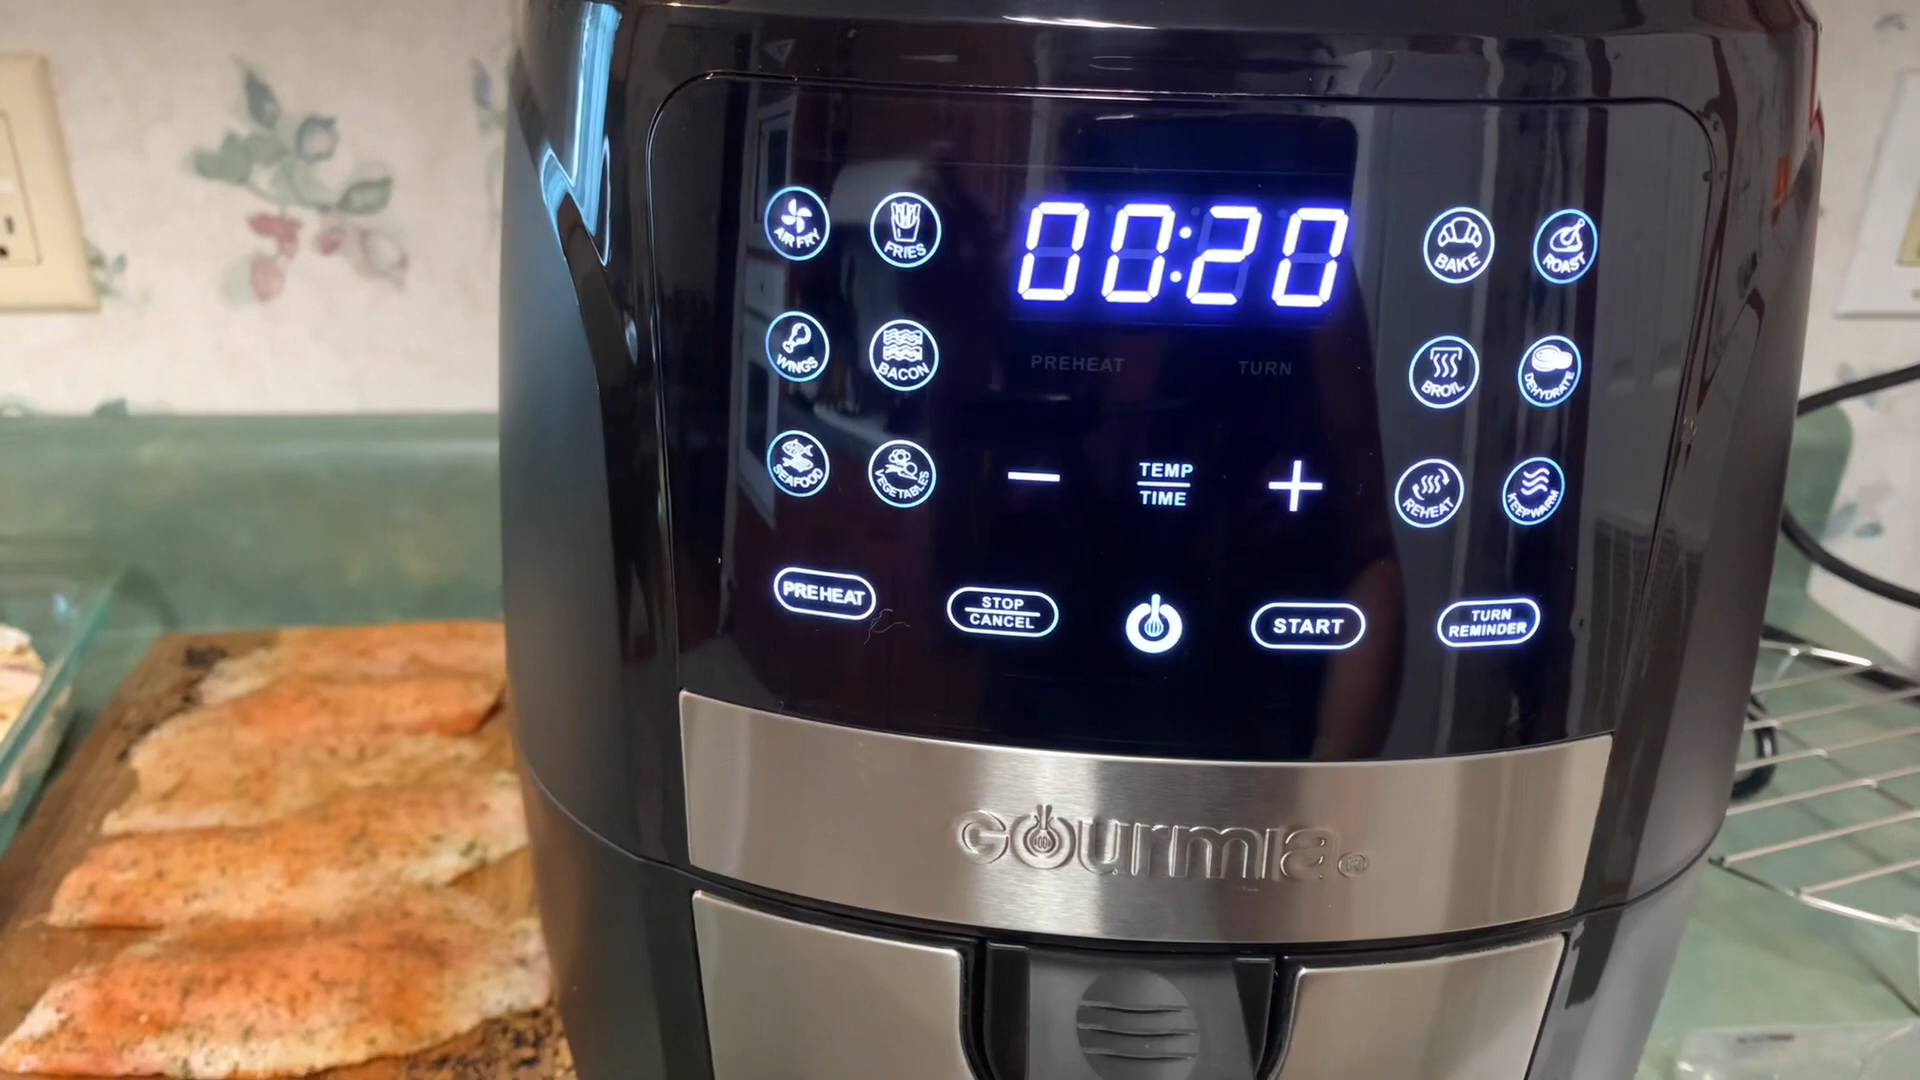 00:20
AIR FRY
FRIES
BAKE
ROAST
WINGS
BACON
PREHEAT
TURN
BROIL
DEHYDRATE
SEAFOOD
VEGETABLES
−
TEMP
TIME
+
REHEAT
KEEPWARM
PREHEAT
STOP
CANCEL
START
TURN
REMINDER
GOURMIA®